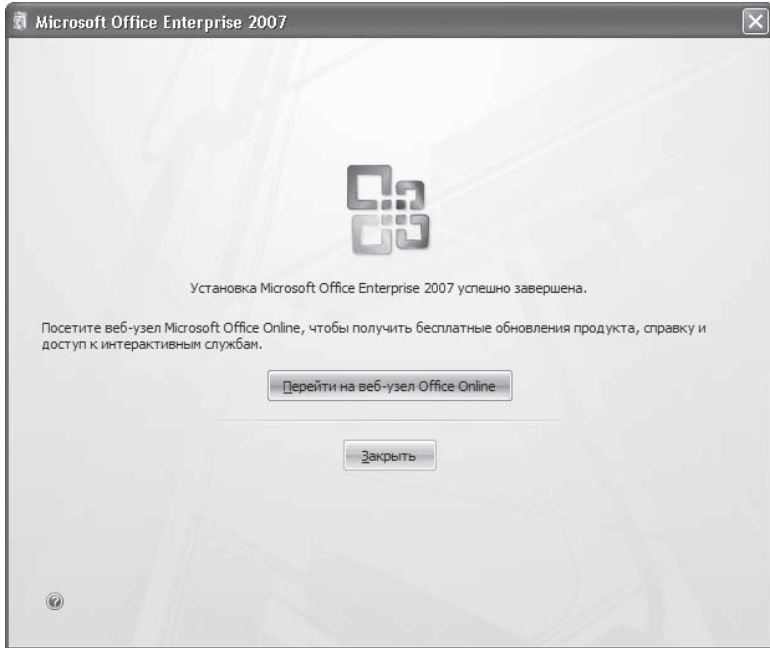 Microsoft Office Enterprise 2007
Установка Microsoft Office Enterprise 2007 успешно завершена.
Посетите веб-узел Microsoft Office Online, чтобы получить бесплатные обновления продукта, справку и
доступ к интерактивным службам.
Перейти на веб-узел Office Online
Закрыть